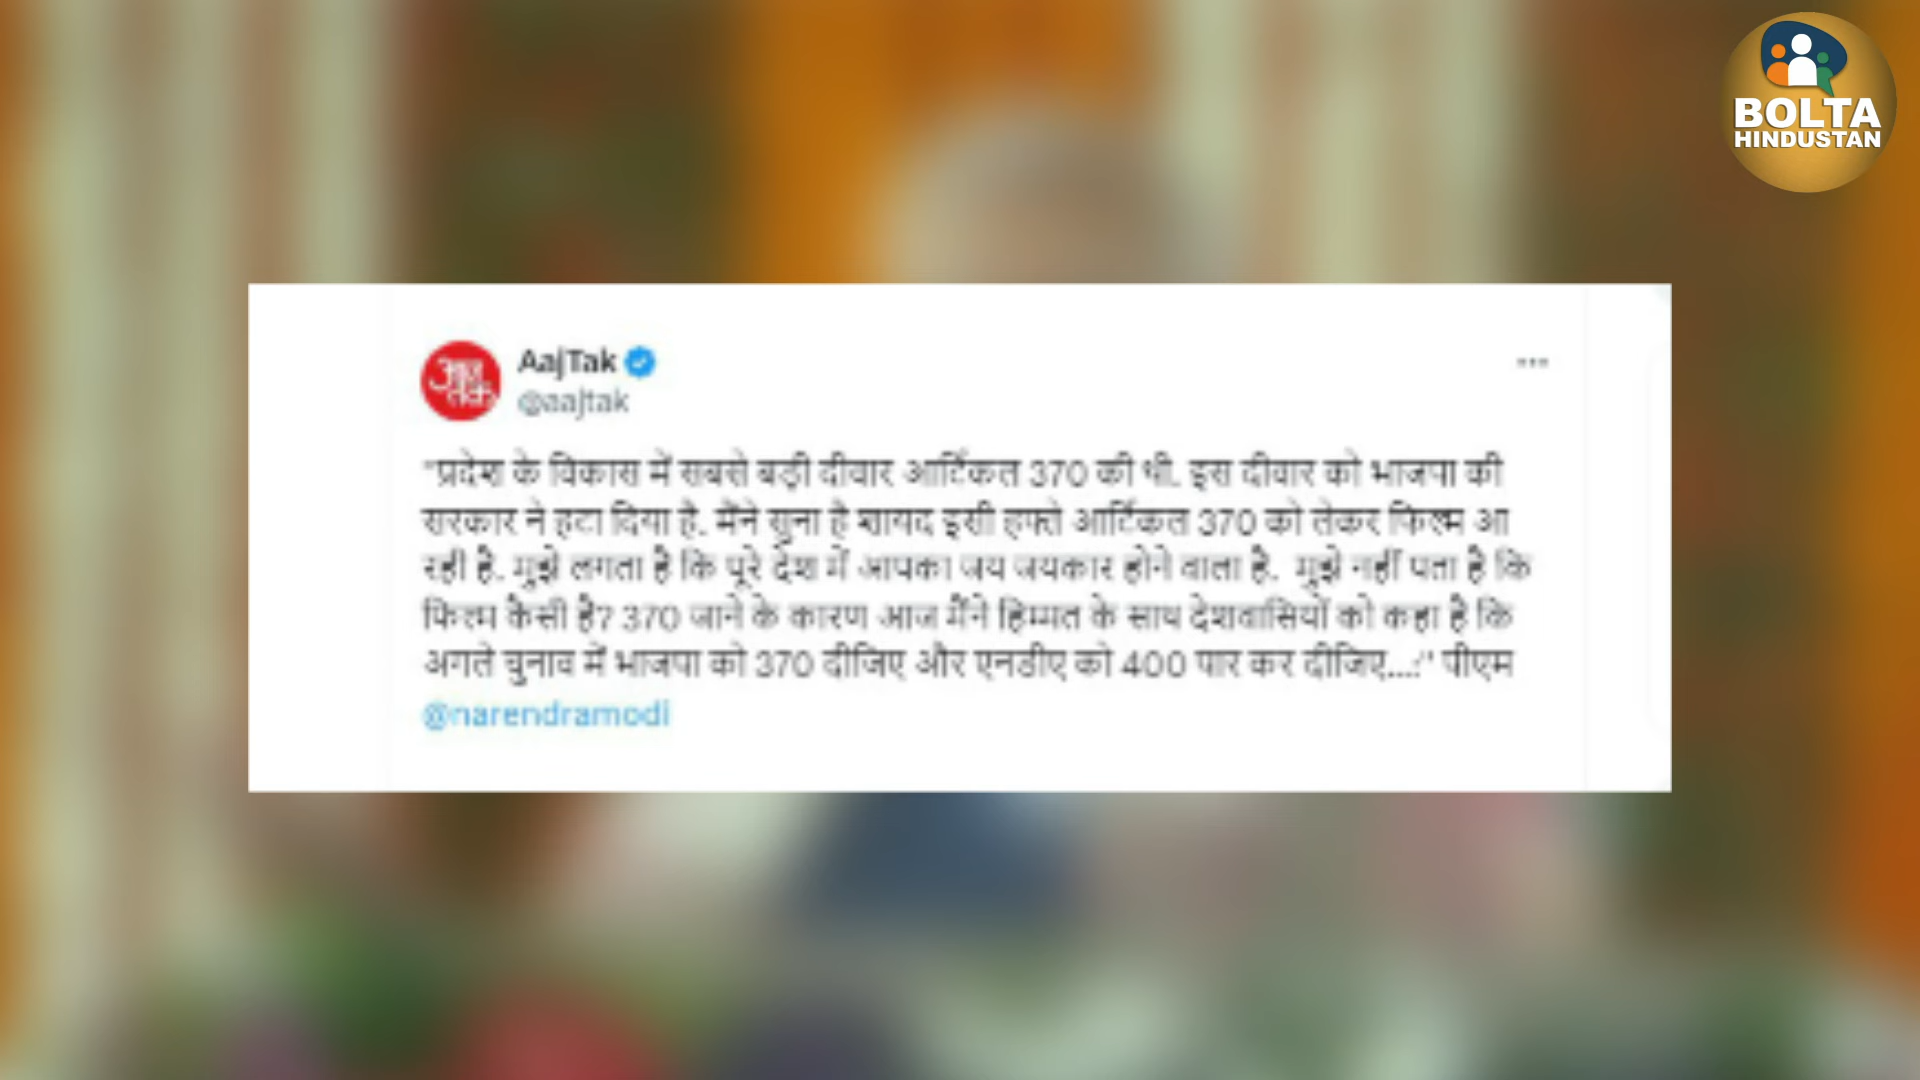 BOLTA
HINDUSTAN
आज
तक
AajTak
@aajtak
"प्रदेश के विकास में सबसे बड़ी दीवार आर्टिकल 370 की थी. इस दीवार को भाजपा की
सरकार ने हटा दिया है. मैंने सुना है शायद इसी हफ्ते आर्टिकल 370 को लेकर फिल्म आ
रही है. मुझे लगता है कि पूरे देश में आपका जय जयकार होने वाला है. मुझे नहीं पता है कि
फिल्म कैसी है? 370 जाने के कारण आज मैंने हिम्मत के साथ देशवासियों को कहा है कि
अगले चुनाव में भाजपा को 370 दीजिए और एनडीए को 400 पार कर दीजिए...:" पीएम
@narendramodi